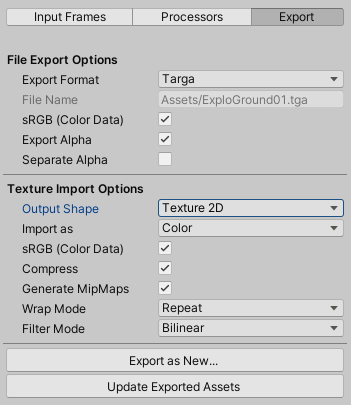 Input Frames Processors Export
File Export Options
Export Format Targa
File Name Assets/ExploGround01.tga
sRGB (Color Data)
Export Alpha
Separate Alpha
Texture Import Options
Output Shape Texture 2D
Import as Color
sRGB (Color Data)
Compress
Generate MipMaps
Wrap Mode Repeat
Filter Mode Bilinear
Export as New...
Update Exported Assets